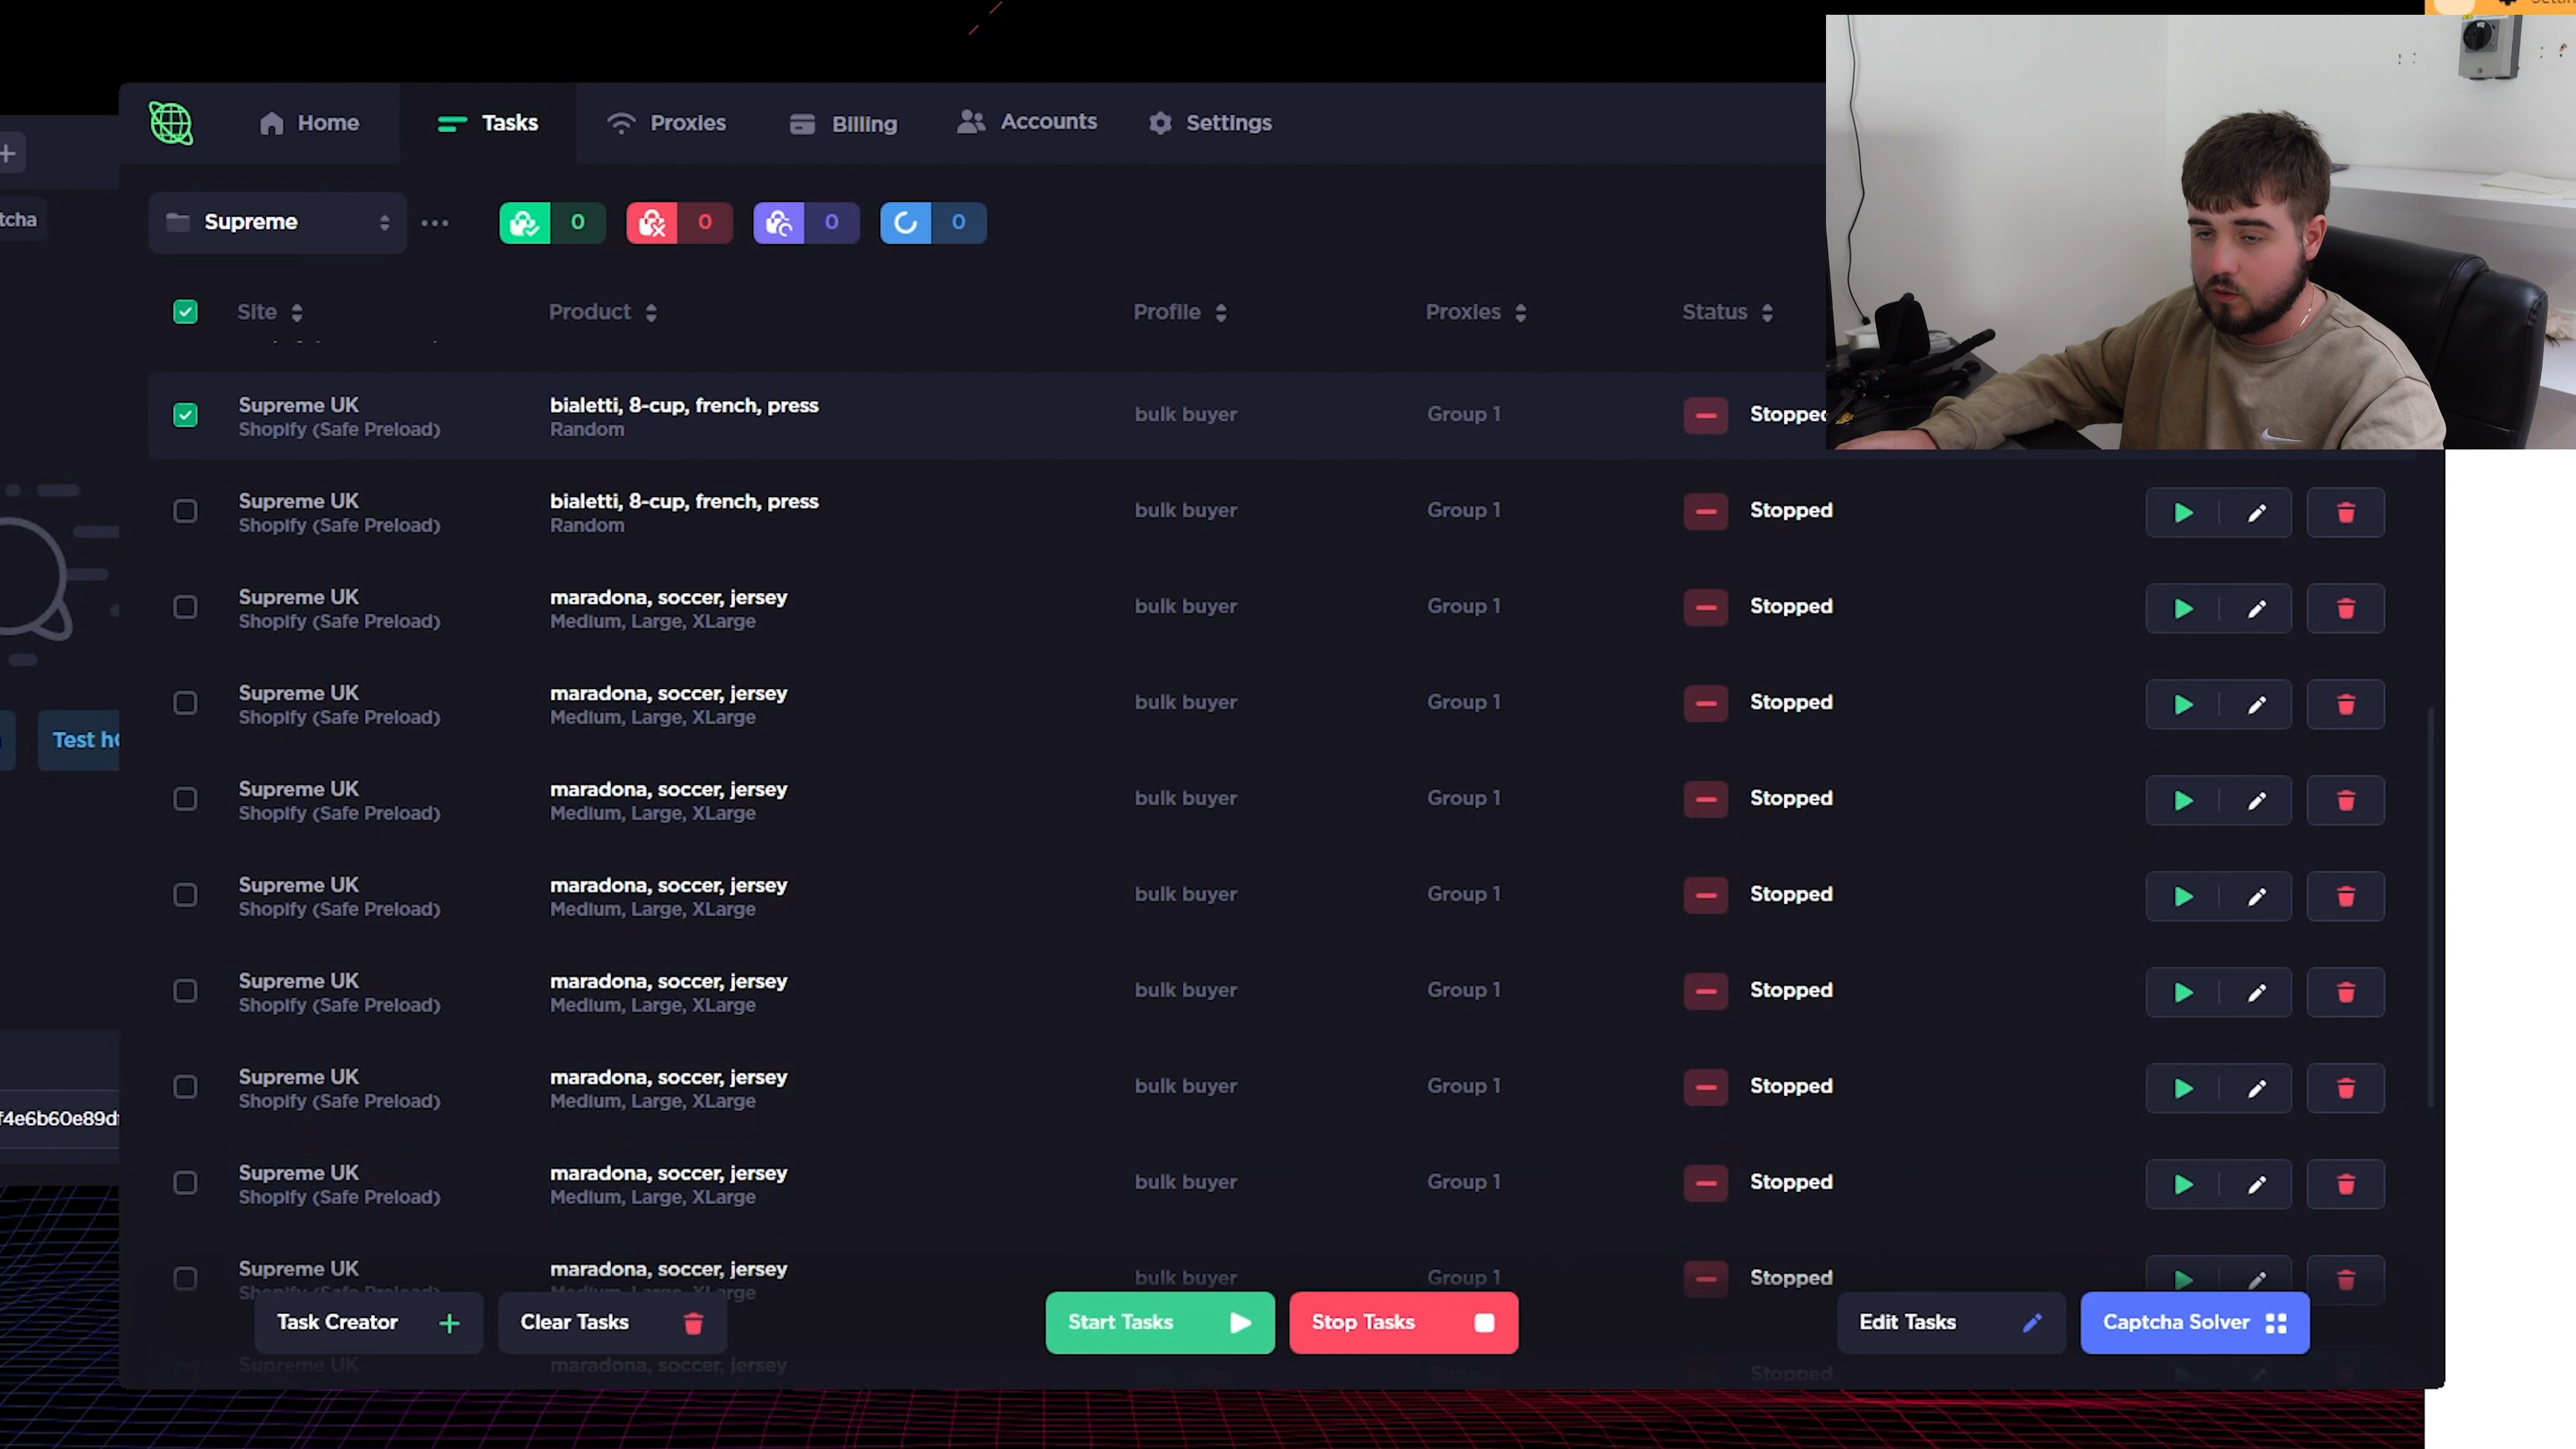 Home
Tasks
Proxies
Billing
Accounts
Settings
tcha
Supreme
0
0
0
0
Site
Product
Profile
Proxies
Status
Supreme UK
bialetti, 8-cup, french, press
Shopify (Safe Preload)
Random
bulk buyer
Group 1
Stopped
Supreme UK
bialetti, 8-cup, french, press
Shopify (Safe Preload)
Random
bulk buyer
Group 1
Stopped
Supreme UK
maradona, soccer, jersey
Shopify (Safe Preload)
Medium, Large, XLarge
bulk buyer
Group 1
Stopped
Supreme UK
maradona, soccer, jersey
Shopify (Safe Preload)
Medium, Large, XLarge
bulk buyer
Group 1
Stopped
Test h
Supreme UK
maradona, soccer, jersey
Shopify (Safe Preload)
Medium, Large, XLarge
bulk buyer
Group 1
Stopped
Supreme UK
maradona, soccer, jersey
Shopify (Safe Preload)
Medium, Large, XLarge
bulk buyer
Group 1
Stopped
Supreme UK
maradona, soccer, jersey
Shopify (Safe Preload)
Medium, Large, XLarge
bulk buyer
Group 1
Stopped
f4e6b60e89d
Supreme UK
maradona, soccer, jersey
Shopify (Safe Preload)
Medium, Large, XLarge
bulk buyer
Group 1
Stopped
Supreme UK
maradona, soccer, jersey
Shopify (Safe Preload)
Medium, Large, XLarge
bulk buyer
Group 1
Stopped
Supreme UK
maradona, soccer, jersey
bulk buyer
Group 1
Stopped
Task Creator
Clear Tasks
Start Tasks
Stop Tasks
Edit Tasks
Captcha Solver
Supreme UK
maradona, soccer, jersey
Stopped